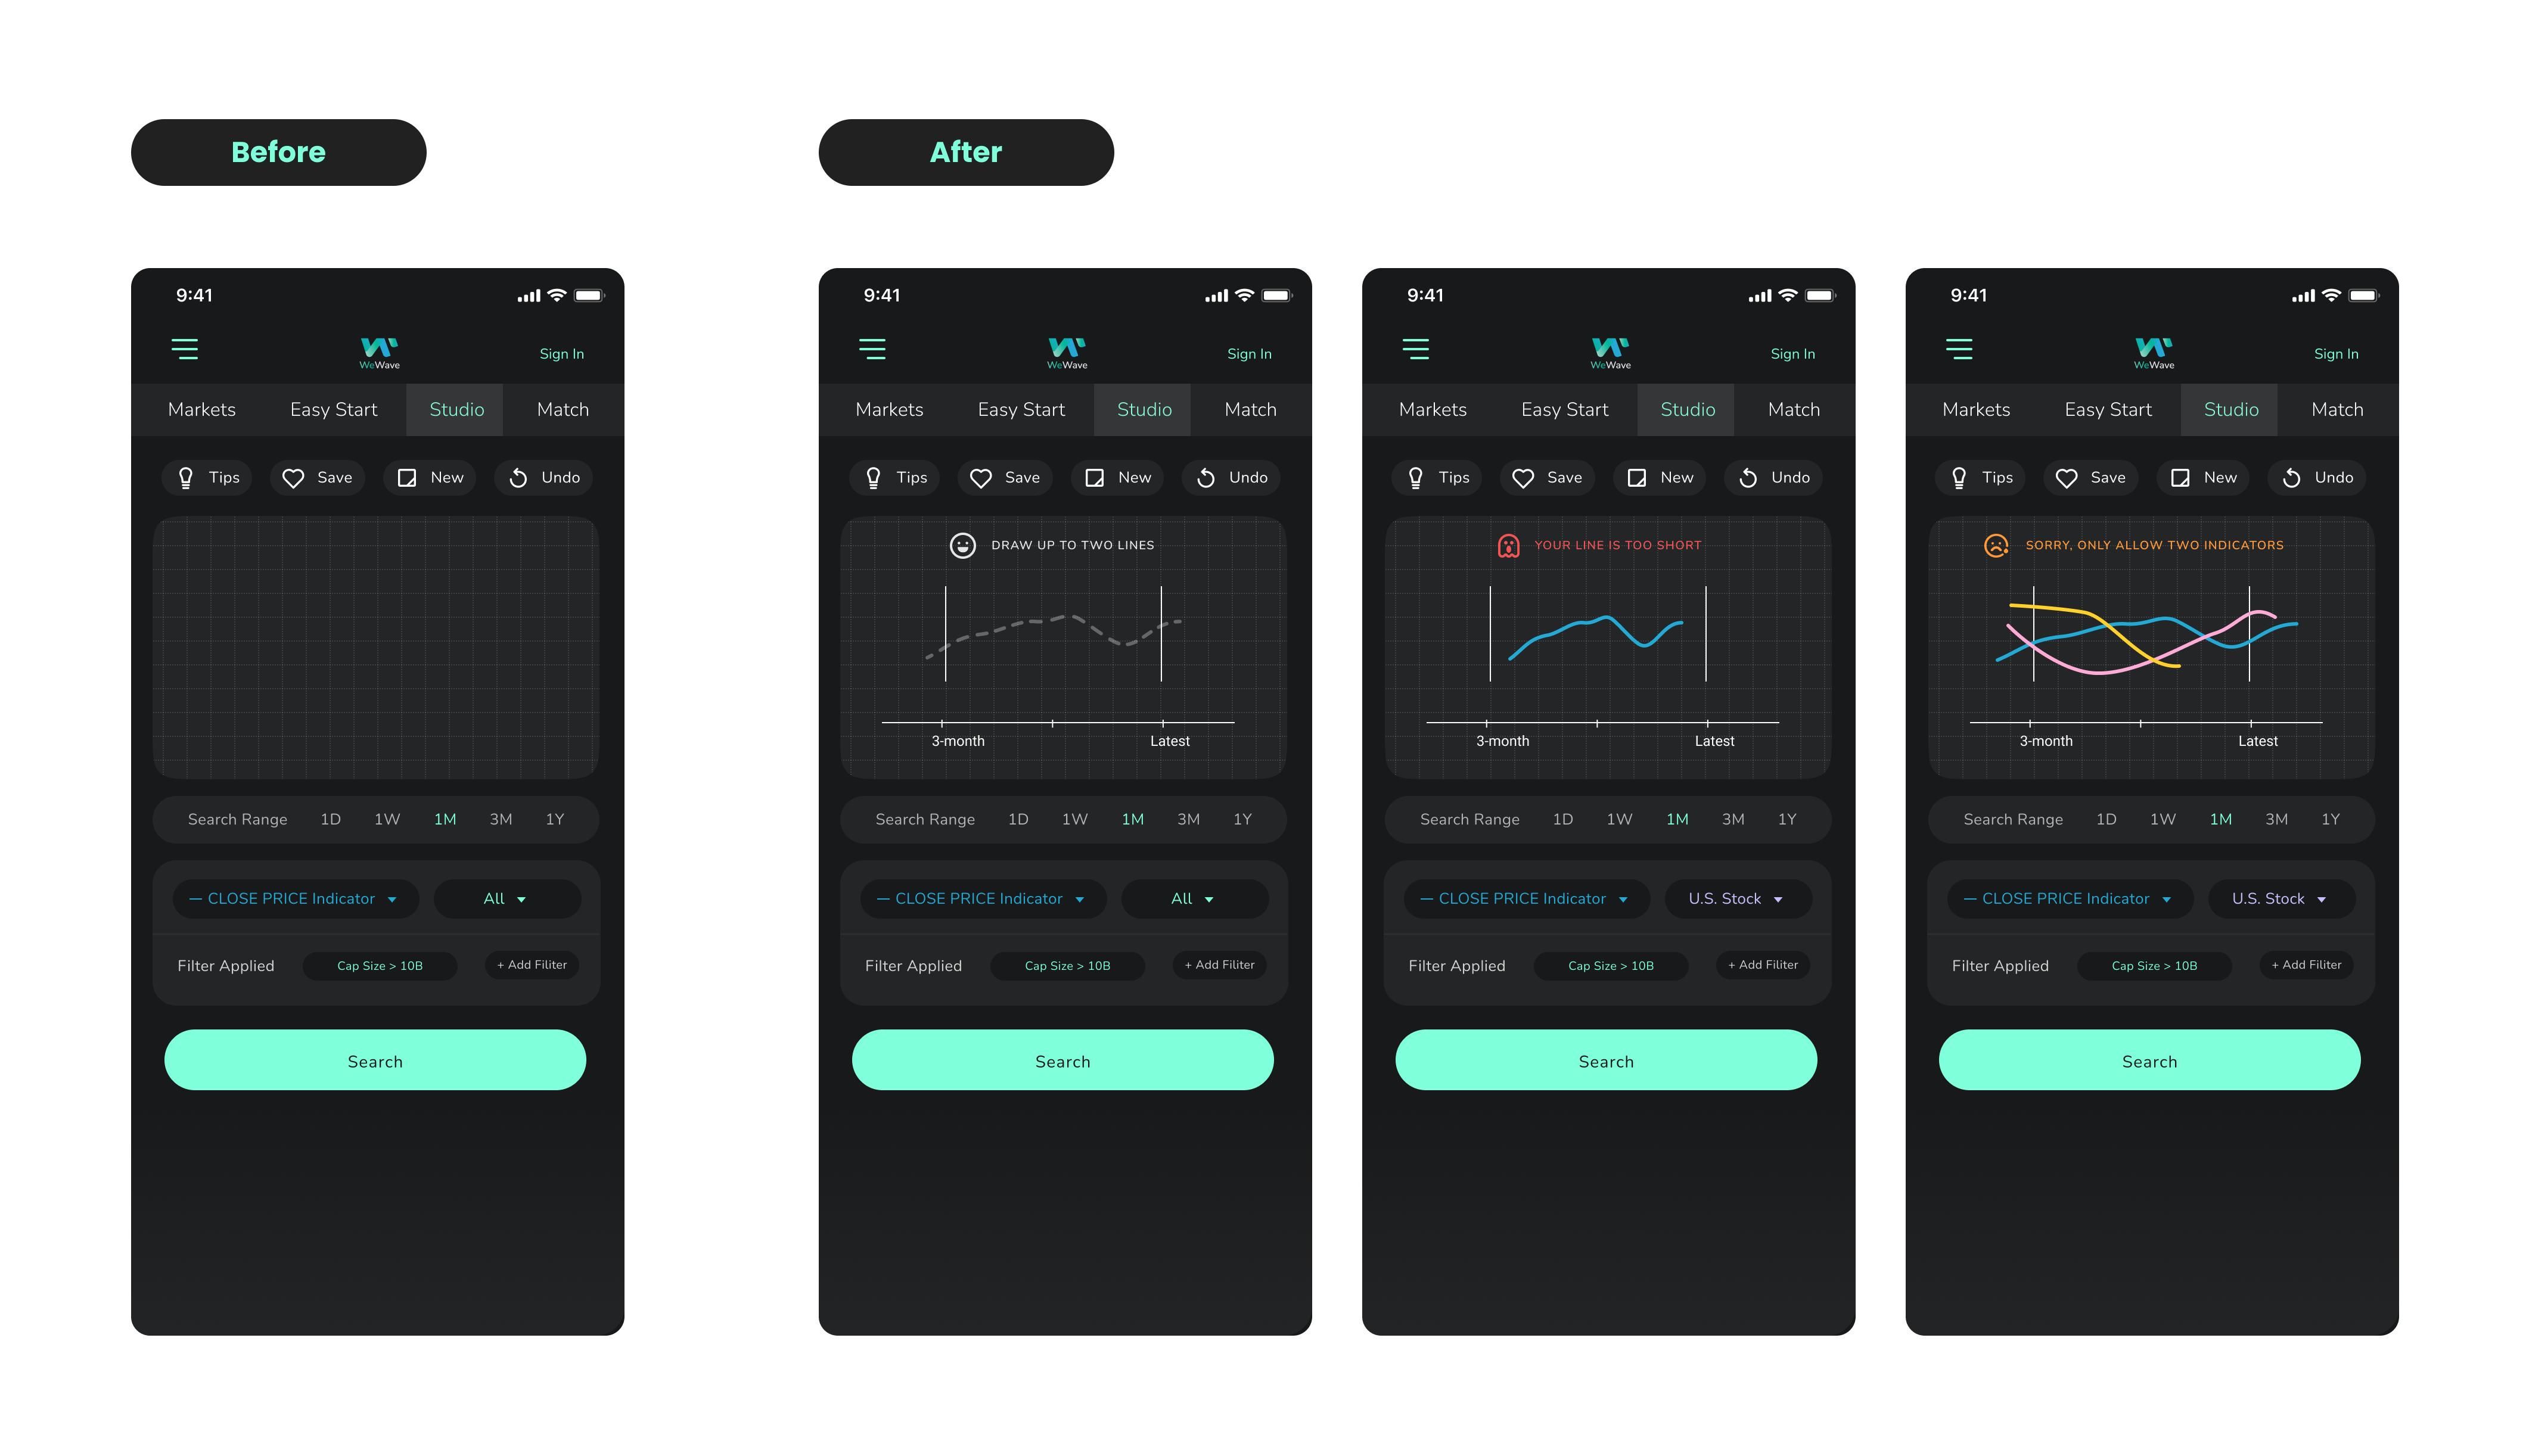 Before
After
9:41
WeWave
Sign In
Markets Easy Start Studio Match
Tips Save New Undo
Search Range 1D 1W 1M 3M 1Y
CLOSE PRICE Indicator All
Filter Applied Cap Size > 10B + Add Filiter
Search
9:41
WeWave
Sign In
Markets Easy Start Studio Match
Tips Save New Undo
DRAW UP TO TWO LINES
3-month Latest
Search Range 1D 1W 1M 3M 1Y
CLOSE PRICE Indicator All
Filter Applied Cap Size > 10B + Add Filiter
Search
9:41
WeWave
Sign In
Markets Easy Start Studio Match
Tips Save New Undo
YOUR LINE IS TOO SHORT
3-month Latest
Search Range 1D 1W 1M 3M 1Y
CLOSE PRICE Indicator U.S. Stock
Filter Applied Cap Size > 10B + Add Filiter
Search
9:41
WeWave
Sign In
Markets Easy Start Studio Match
Tips Save New Undo
SORRY, ONLY ALLOW TWO INDICATORS
3-month Latest
Search Range 1D 1W 1M 3M 1Y
CLOSE PRICE Indicator U.S. Stock
Filter Applied Cap Size > 10B + Add Filiter
Search